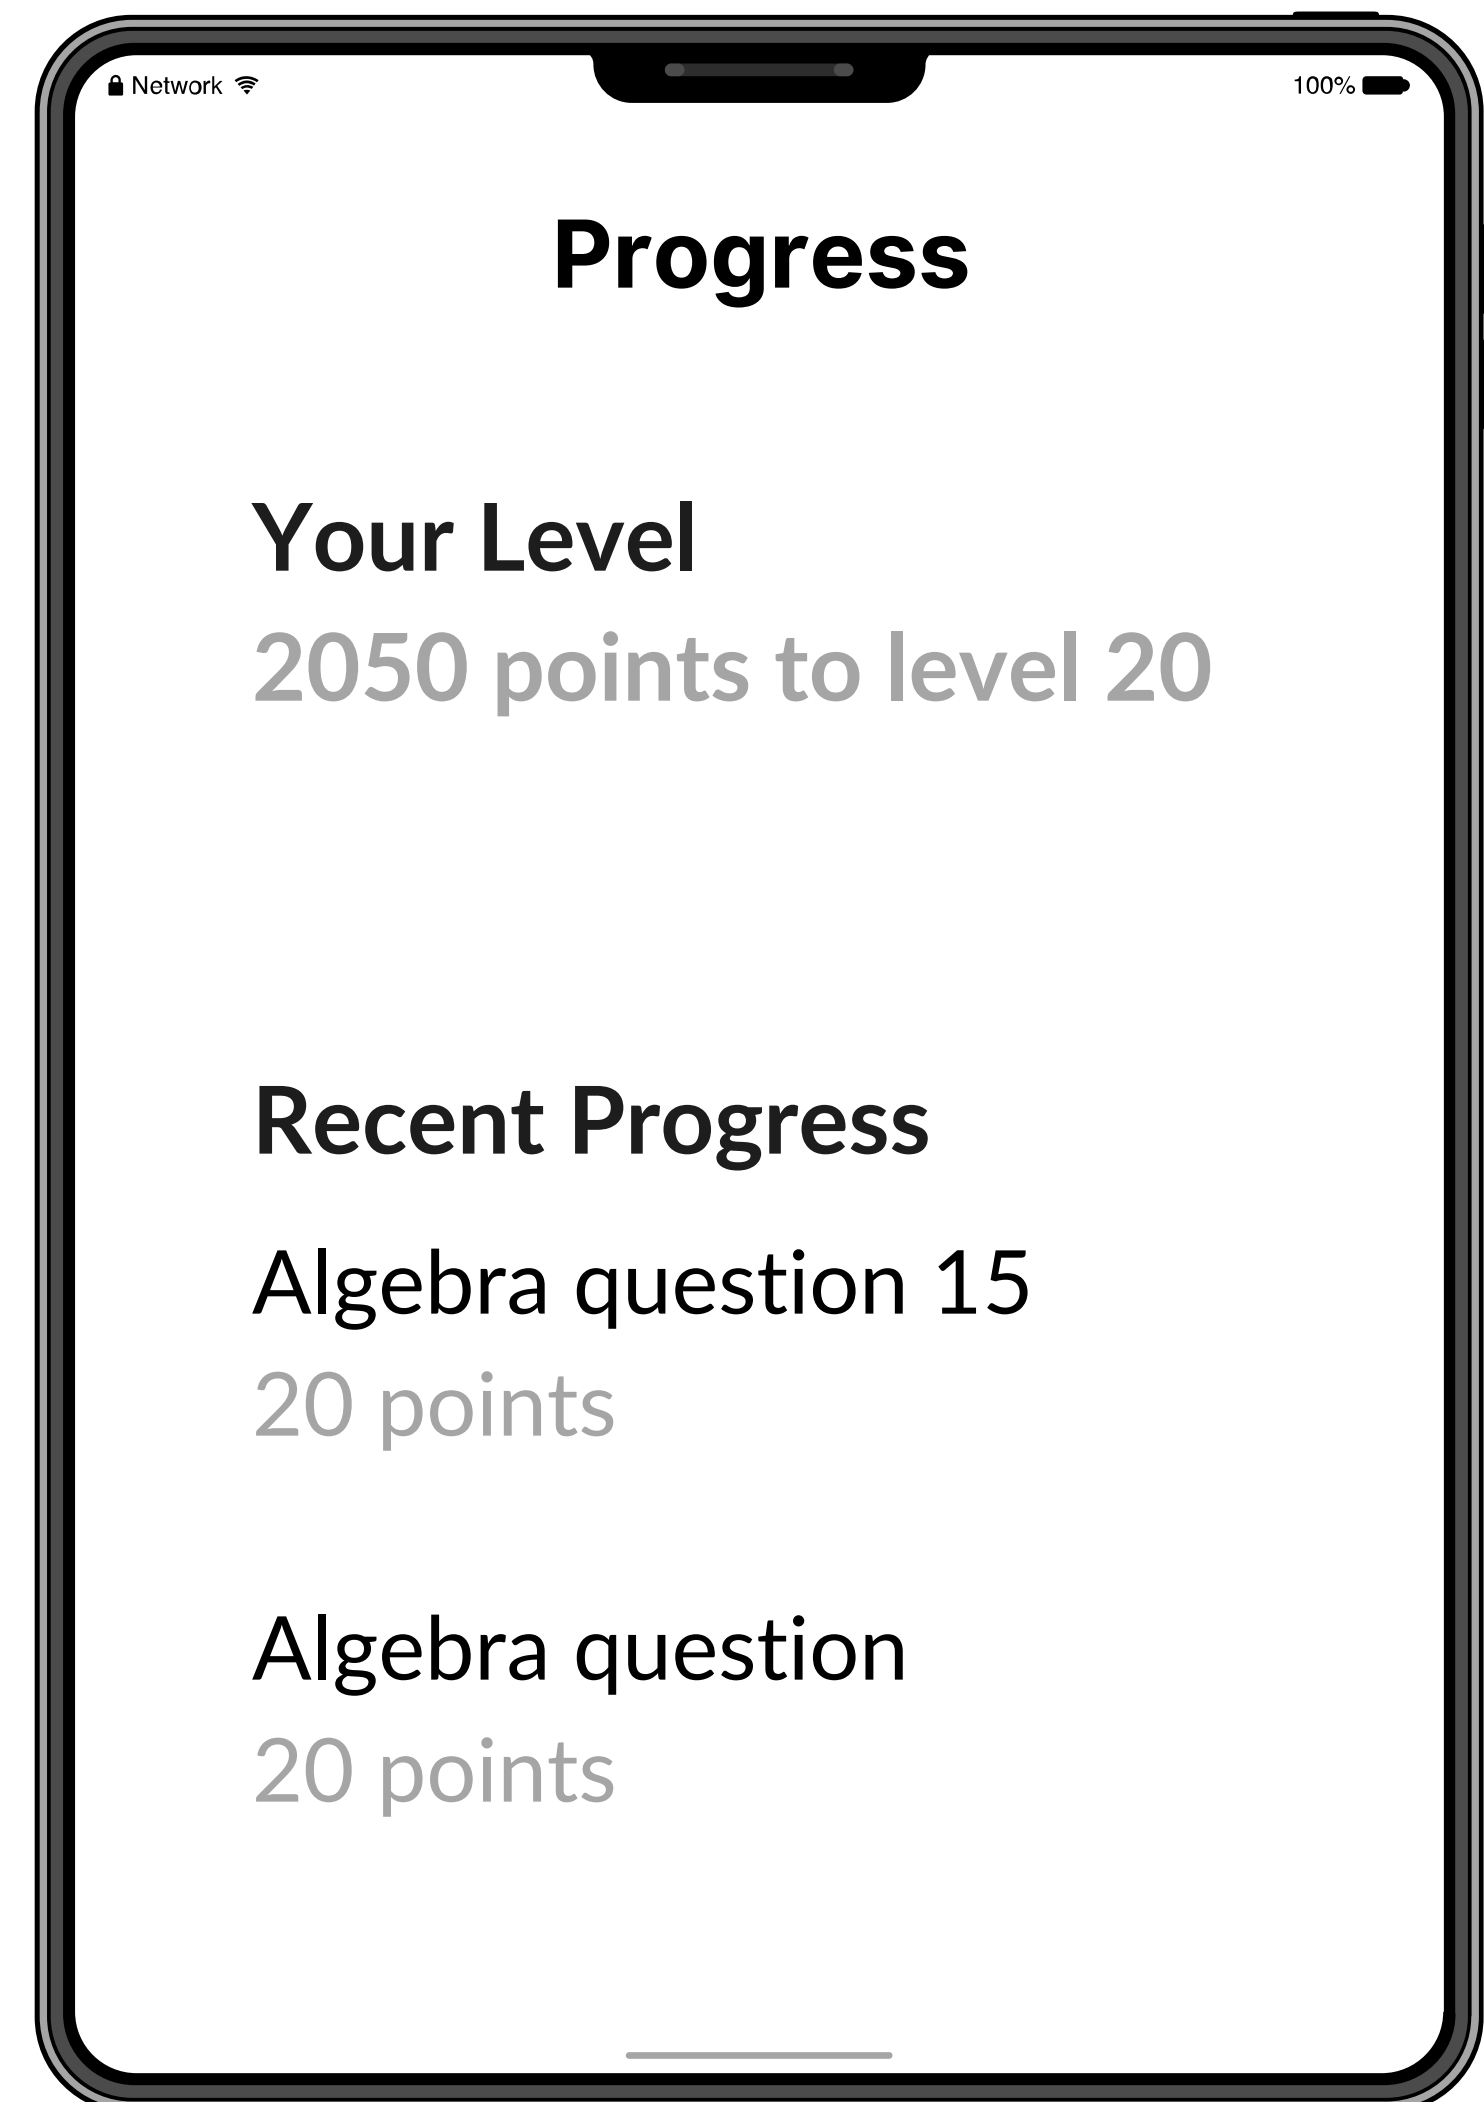 Network 100%
Progress
Your Level
2050 points to level 20
Recent Progress
Algebra question 15
20 points
Algebra question
20 points